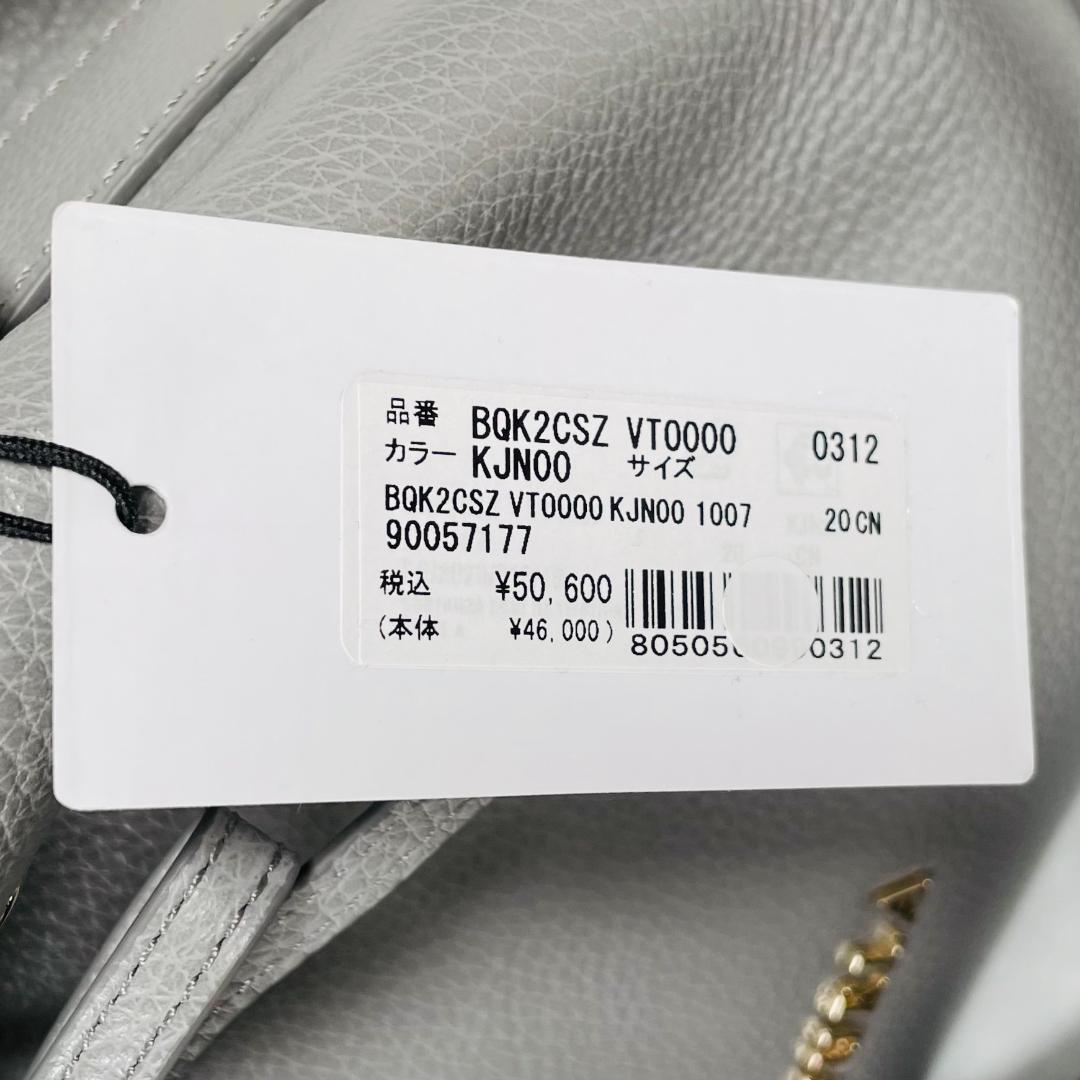 品番 BQK2CSZ VT0000 0312
カラー KJN00 サイズ
BQK2CSZ VT0000 KJN00 1007 20 CN
90057177
税込 ¥50,600
(本体 ¥46,000)